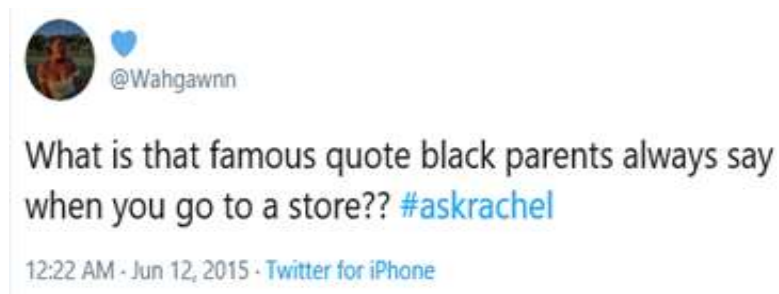 @Wahgawnn
What is that famous quote black parents always say
when you go to a store?? #askrachel
12:22 AM · Jun 12, 2015 · Twitter for iPhone